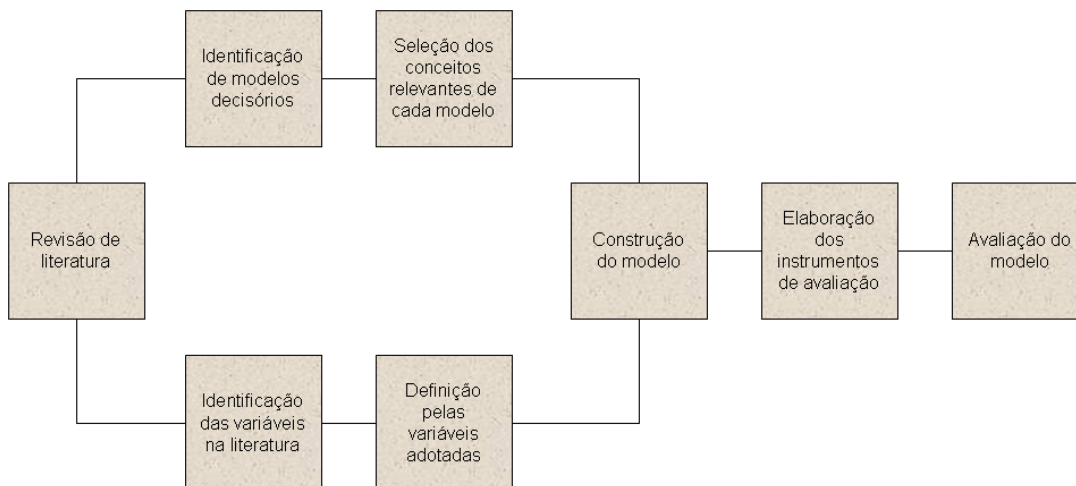 Revisão de
literatura
Identificação
de modelos
decisórios
Seleção dos
conceitos
relevantes de
cada modelo
Identificação
das variáveis
na literatura
Definição
pelas
variáveis
adotadas
Construção
do modelo
Elaboração
dos
instrumentos
de avaliação
Avaliação do
modelo